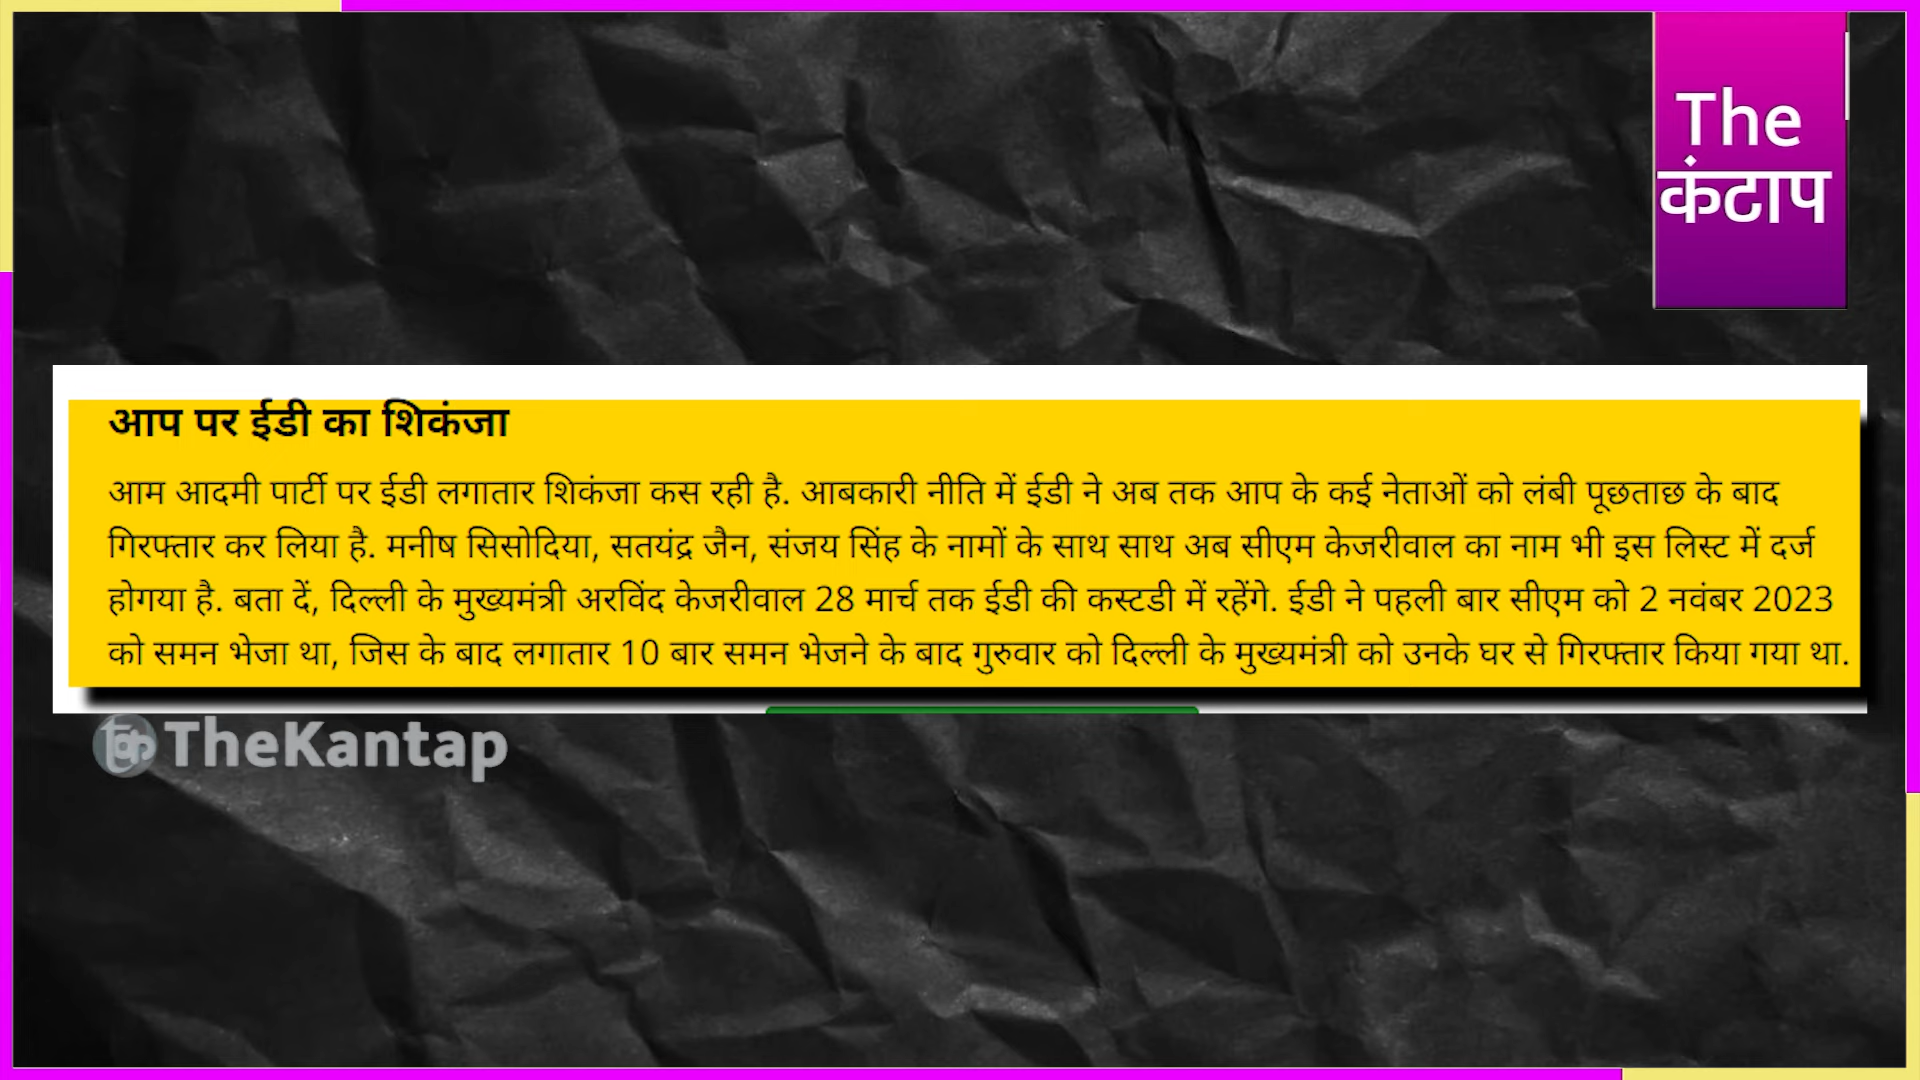 The
कंटाप
आप पर ईडी का शिकंजा
आम आदमी पार्टी पर ईडी लगातार शिकंजा कस रही है. आबकारी नीति में ईडी ने अब तक आप के कई नेताओं को लंबी पूछताछ के बाद
गिरफ्तार कर लिया है. मनीष सिसोदिया, सतयंद्र जैन, संजय सिंह के नामों के साथ साथ अब सीएम केजरीवाल का नाम भी इस लिस्ट में दर्ज
होगया है. बता दें, दिल्ली के मुख्यमंत्री अरविंद केजरीवाल 28 मार्च तक ईडी की कस्टडी में रहेंगे. ईडी ने पहली बार सीएम को 2 नवंबर 2023
को समन भेजा था, जिस के बाद लगातार 10 बार समन भेजने के बाद गुरुवार को दिल्ली के मुख्यमंत्री को उनके घर से गिरफ्तार किया गया था.
TheKantap